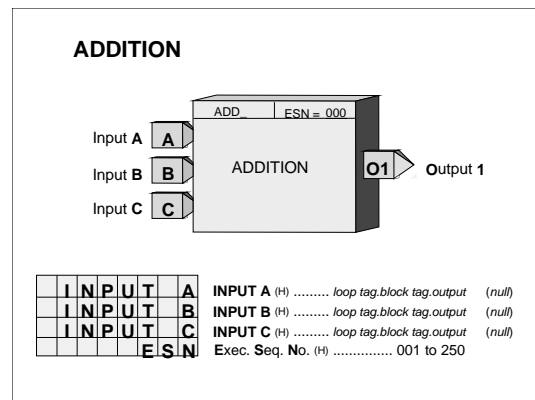 ADDITION
ADD_ ESN = 000
Input A A
Input B B
Input C C
ADDITION
O1 Output 1
INPUT A INPUT A (H) ......... loop tag.block tag.output (null)
INPUT B INPUT B (H) ......... loop tag.block tag.output (null)
INPUT C INPUT C (H) ......... loop tag.block tag.output (null)
ESN Exec. Seq. No. (H) ............... 001 to 250